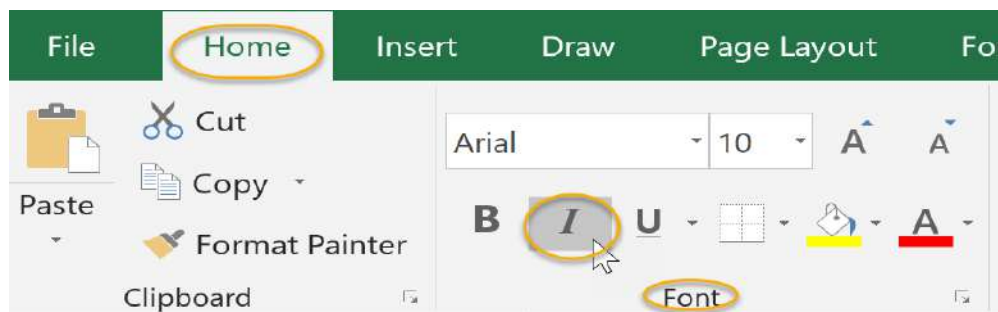 File Home Insert Draw Page Layout Fo
Cut
Arial 10 A A
Copy
Paste
B I U A
Format Painter
Clipboard Font